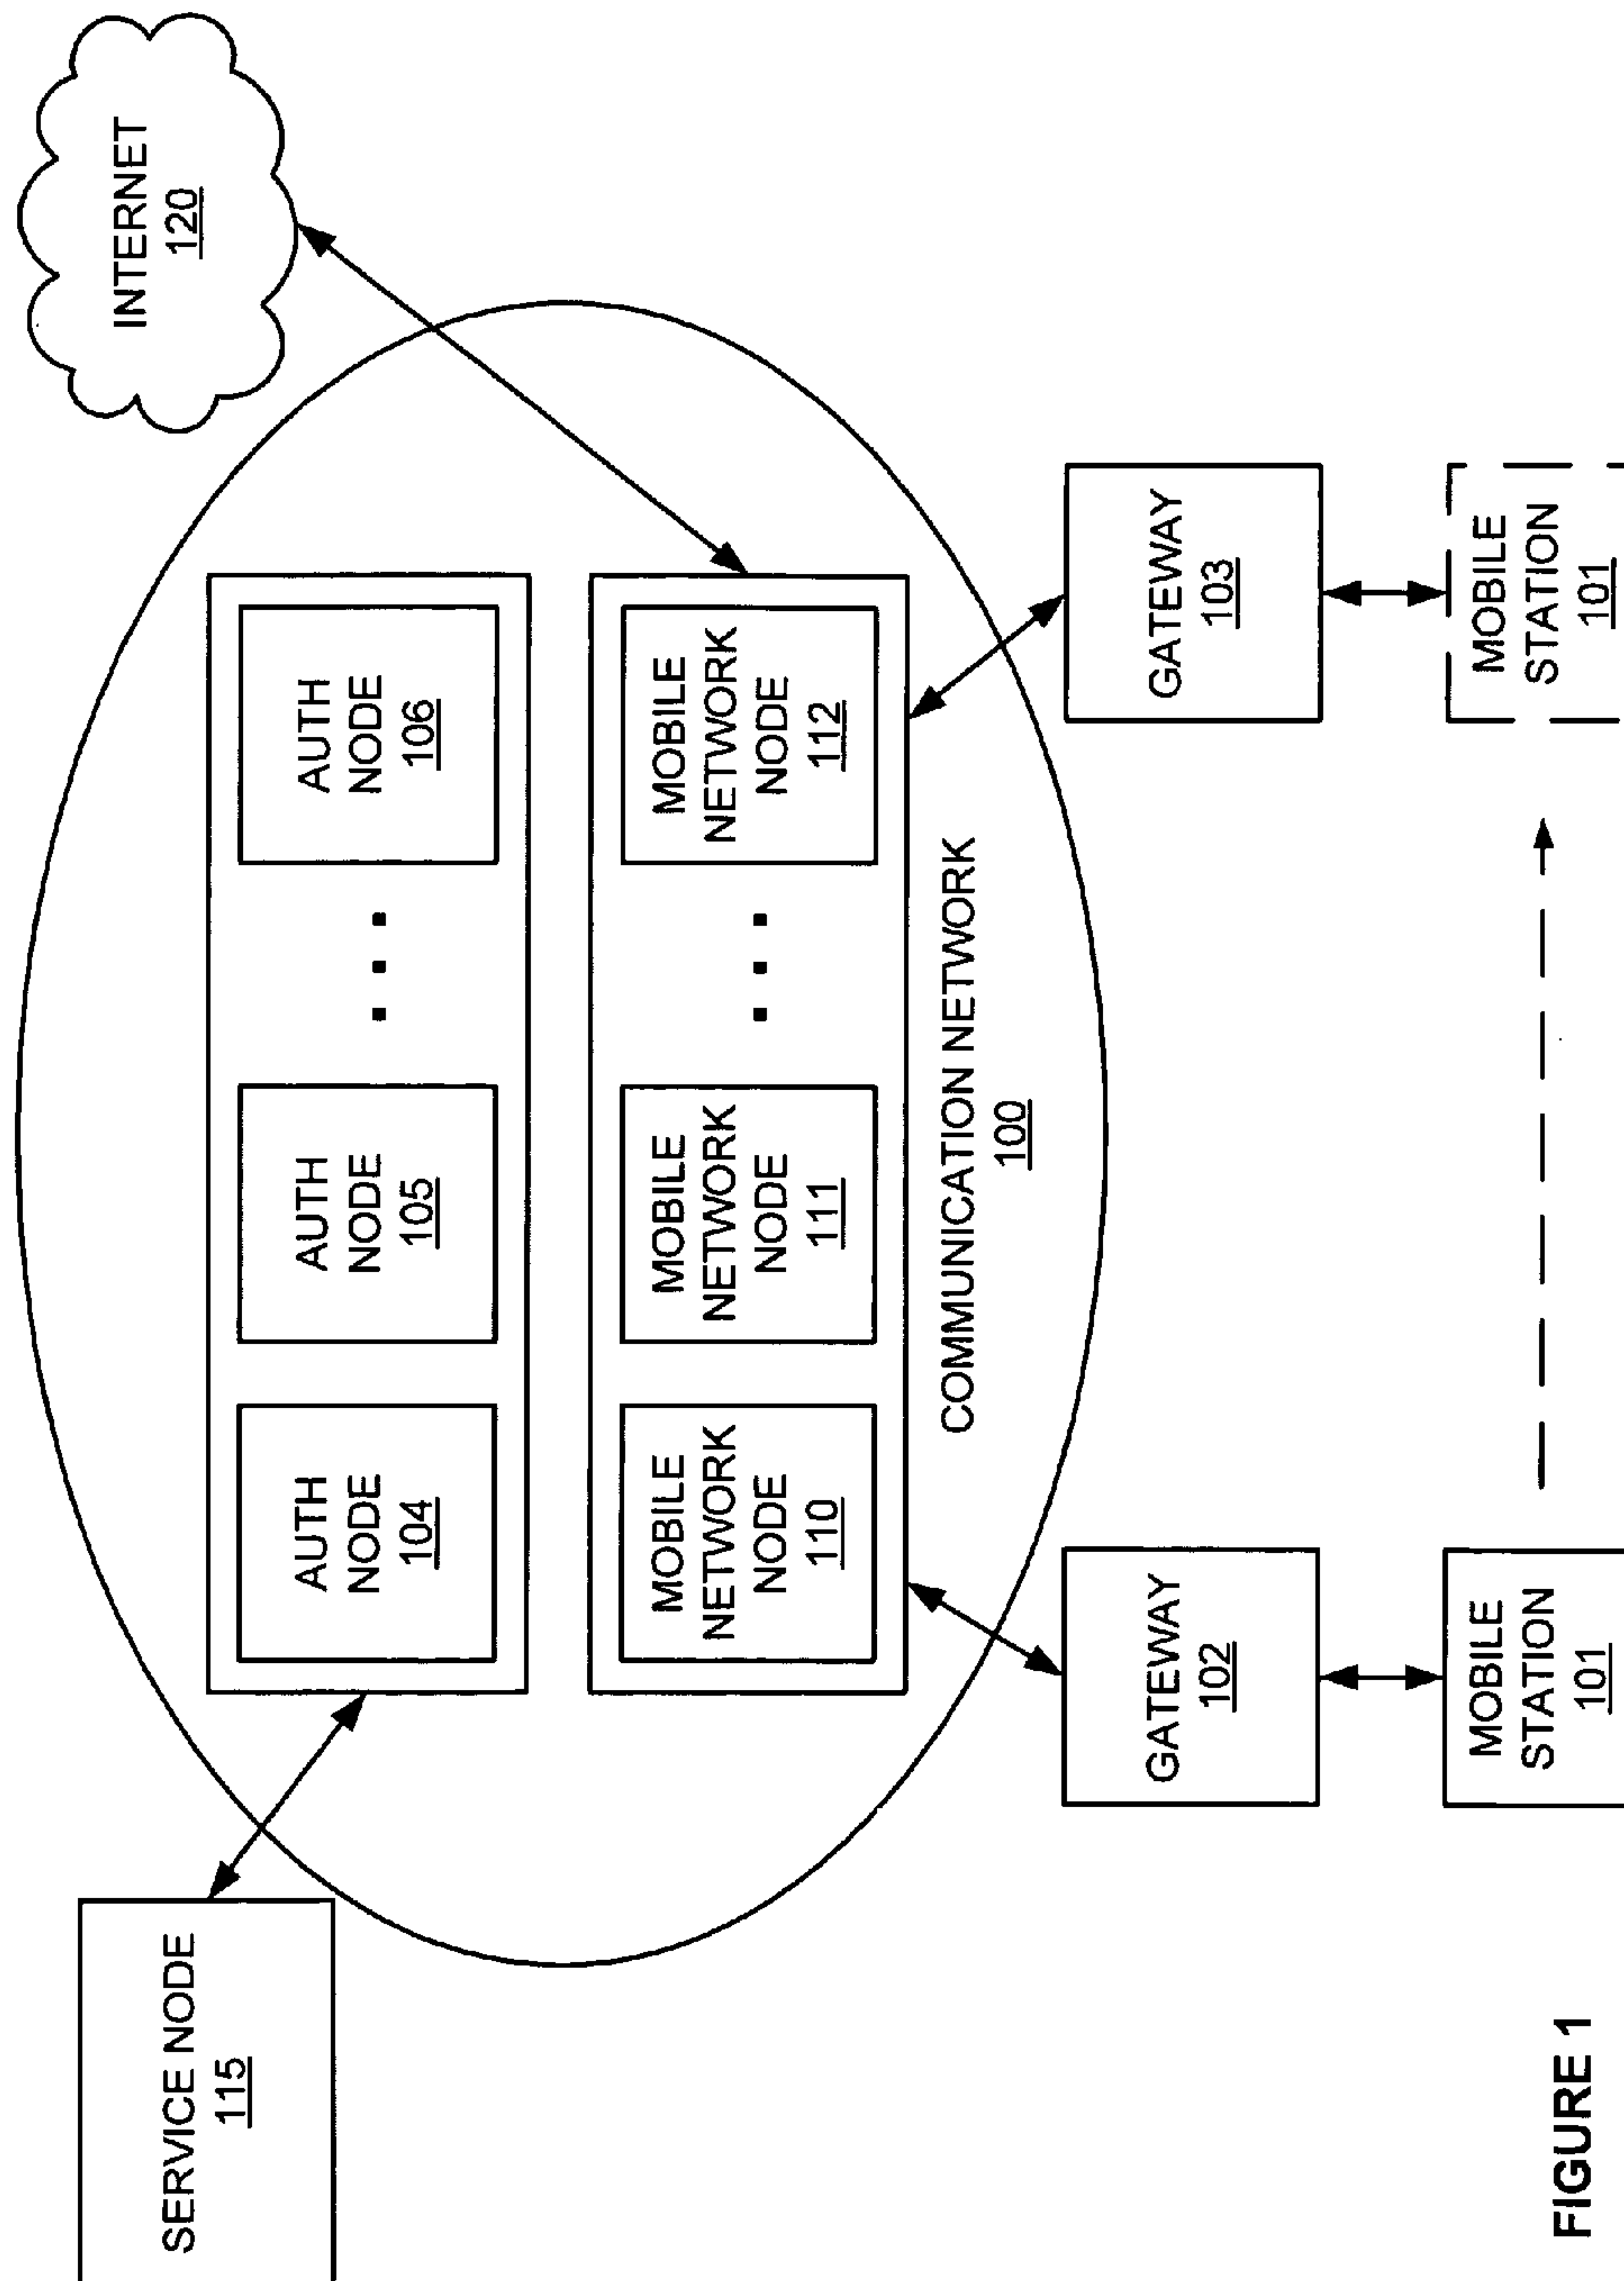 SERVICE NODE
115
INTERNET
120
AUTH
NODE
104
AUTH
NODE
105
. . .
AUTH
NODE
106
MOBILE
NETWORK
NODE
110
MOBILE
NETWORK
NODE
111
. . .
MOBILE
NETWORK
NODE
112
COMMUNICATION NETWORK
100
GATEWAY
102
GATEWAY
103
MOBILE
STATION
101
MOBILE
STATION
101
FIGURE 1